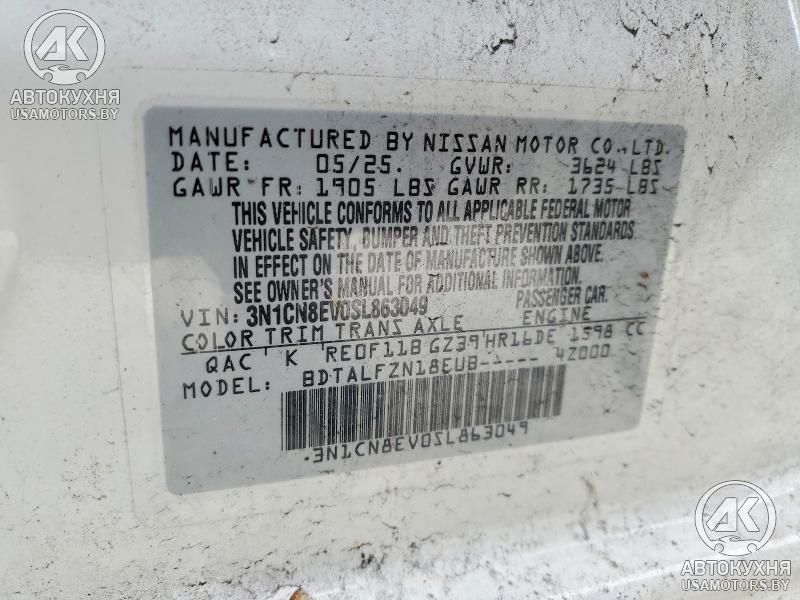 AK
АВТОКУХНЯ
USAMOTORS.BY
MANUFACTURED BY NISSAN MOTOR CO.,LTD.
DATE: 05/25. GVWR: 3624 LBS
GAWR FR: 1905 LBS GAWR RR: 1735 LBS
THIS VEHICLE CONFORMS TO ALL APPLICABLE FEDERAL MOTOR
VEHICLE SAFETY, BUMPER AND THEFT PREVENTION STANDARDS
IN EFFECT ON THE DATE OF MANUFACTURE SHOWN ABOVE.
SEE OWNER'S MANUAL FOR ADDITIONAL INFORMATION.
VIN: 3N1CN8EV0SL863049 PASSENGER CAR.
COLOR TRIM TRANS AXLE ENGINE
QAC K RE0F11B GZ39 HR16DE 1598 CC
MODEL: BDTALFZN18EUB----- 4Z000
3N1CN8EV0SL863049
AK
АВТОКУХНЯ
USAMOTORS.BY